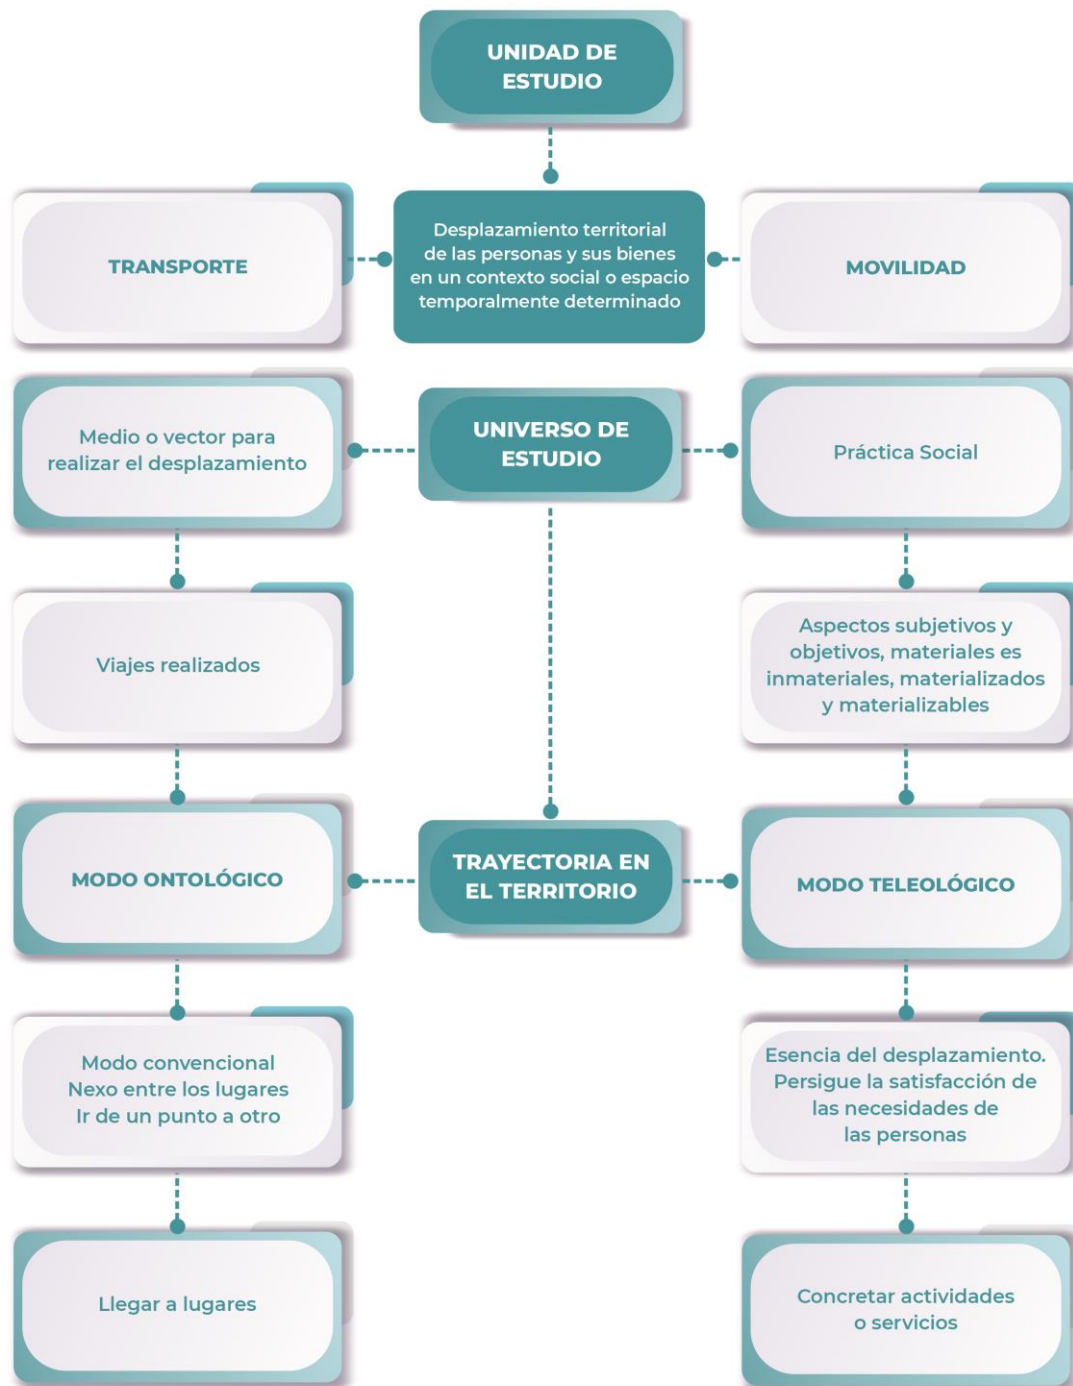 UNIDAD DE
ESTUDIO
TRANSPORTE
Desplazamiento territorial
de las personas y sus bienes
en un contexto social o espacio
temporalmente determinado
MOVILIDAD
Medio o vector para
realizar el desplazamiento
UNIVERSO DE
ESTUDIO
Práctica Social
Viajes realizados
Aspectos subjetivos y
objetivos, materiales es
inmateriales, materializados
y materializables
MODO ONTOLÓGICO
TRAYECTORIA EN
EL TERRITORIO
MODO TELEOLÓGICO
Modo convencional
Nexo entre los lugares
Ir de un punto a otro
Esencia del desplazamiento.
Persigue la satisfacción de
las necesidades de
las personas
Llegar a lugares
Concretar actividades
o servicios